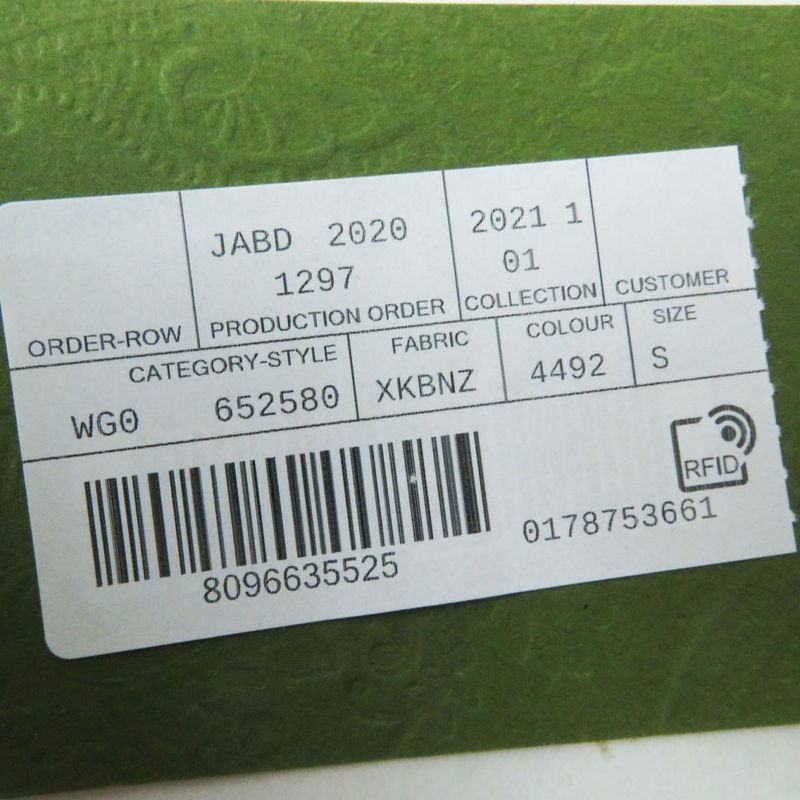 JABD 2020
1297
2021 1
01
ORDER-ROW
PRODUCTION ORDER
COLLECTION
CUSTOMER
CATEGORY-STYLE
FABRIC
COLOUR
SIZE
WG0 652580
XKBNZ
4492
S
RFID
8096635525
0178753661